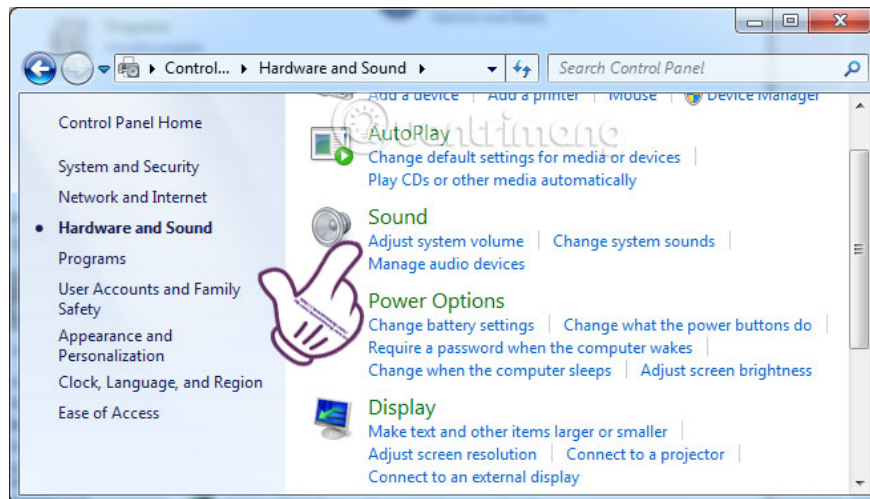 Control... Hardware and Sound
Search Control Panel
Control Panel Home
System and Security
Network and Internet
Hardware and Sound
Programs
User Accounts and Family
Safety
Appearance and
Personalization
Clock, Language, and Region
Ease of Access
Add a device Add a printer Mouse Device Manager
uantrimang
AutoPlay
Change default settings for media or devices
Play CDs or other media automatically
Sound
Adjust system volume Change system sounds
Manage audio devices
Power Options
Change battery settings Change what the power buttons do
Require a password when the computer wakes
Change when the computer sleeps Adjust screen brightness
Display
Make text and other items larger or smaller
Adjust screen resolution Connect to a projector
Connect to an external display